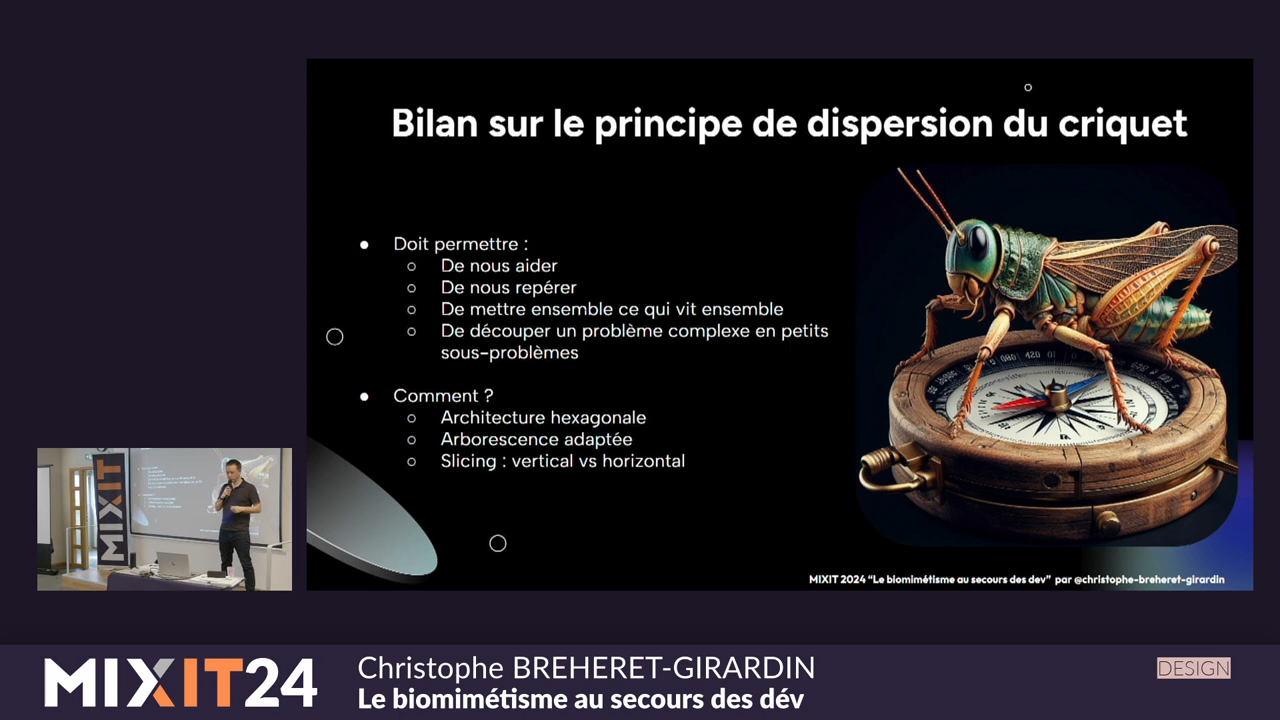 Bilan sur le principe de dispersion du criquet
● Doit permettre :
○ De nous aider
○ De nous repérer
○ De mettre ensemble ce qui vit ensemble
○ De découper un problème complexe en petits
sous-problèmes
● Comment ?
○ Architecture hexagonale
○ Arborescence adaptée
○ Slicing : vertical vs horizontal
MIXIT 2024 “Le biomimétisme au secours des dev” par @christophe-breheret-girardin
MIXIT
MIXIT24
Christophe BREHERET-GIRARDIN
Le biomimétisme au secours des dév
DESIGN